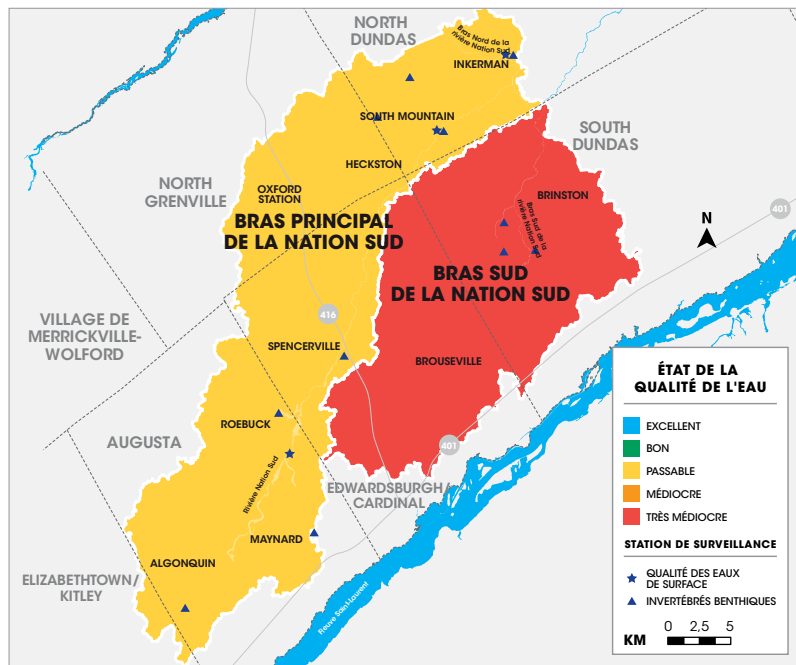 NORTH
DUNDAS
Bras Nord de la
rivière Nation Sud
INKERMAN
SOUTH MOUNTAIN
SOUTH
DUNDAS
HECKSTON
NORTH
GRENVILLE
OXFORD
STATION
BRINSTON
BRAS PRINCIPAL
DE LA NATION SUD
Bras Sud de la
rivière Nation Sud
401
N
BRAS SUD
DE LA NATION SUD
VILLAGE DE
MERRICKVILLE-
WOLFORD
416
SPENCERVILLE
BROUSEVILLE
ROEBUCK
AUGUSTA
401
Rivière Nation Sud
EDWARDSBURGH/
CARDINAL
MAYNARD
ALGONQUIN
ELIZABETHTOWN/
KITLEY
Fleuve Saint-Laurent
ÉTAT DE LA
QUALITÉ DE L'EAU
EXCELLENT
BON
PASSABLE
MÉDIOCRE
TRÈS MÉDIOCRE
STATION DE SURVEILLANCE
QUALITÉ DES EAUX
DE SURFACE
INVERTÉBRÉS BENTHIQUES
0 2,5 5
KM